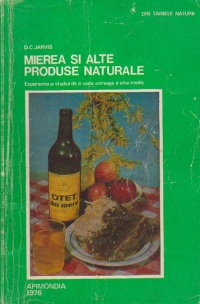 DIN TAINELE NATURII
D.C. JARVIS
MIEREA SI ALTE
PRODUSE NATURALE
Experienta si studiul de o viata intreaga a unui medic
OTET
din mere
APIMONDIA
1976